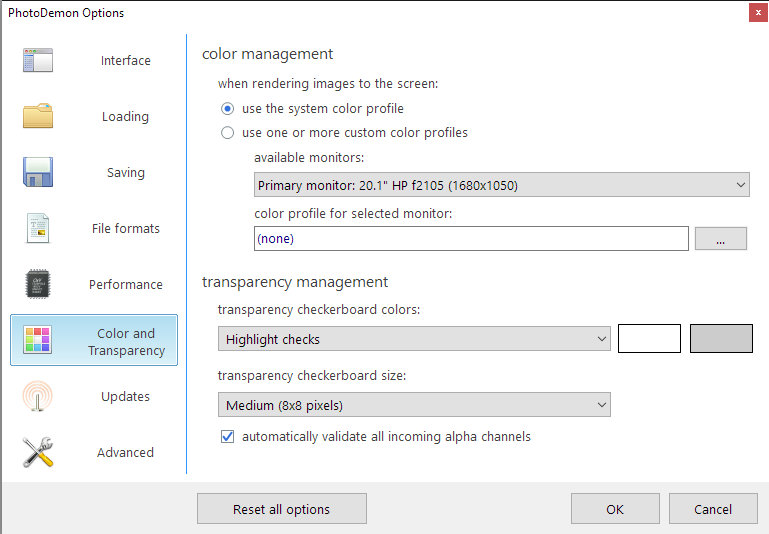 PhotoDemon Options
x
Interface
Loading
Saving
File formats
Performance
Color and
Transparency
Updates
Advanced
color management
when rendering images to the screen:
use the system color profile
use one or more custom color profiles
available monitors:
Primary monitor: 20.1" HP f2105 (1680x1050)
color profile for selected monitor:
(none)
...
transparency management
transparency checkerboard colors:
Highlight checks
transparency checkerboard size:
Medium (8x8 pixels)
automatically validate all incoming alpha channels
Reset all options
OK
Cancel